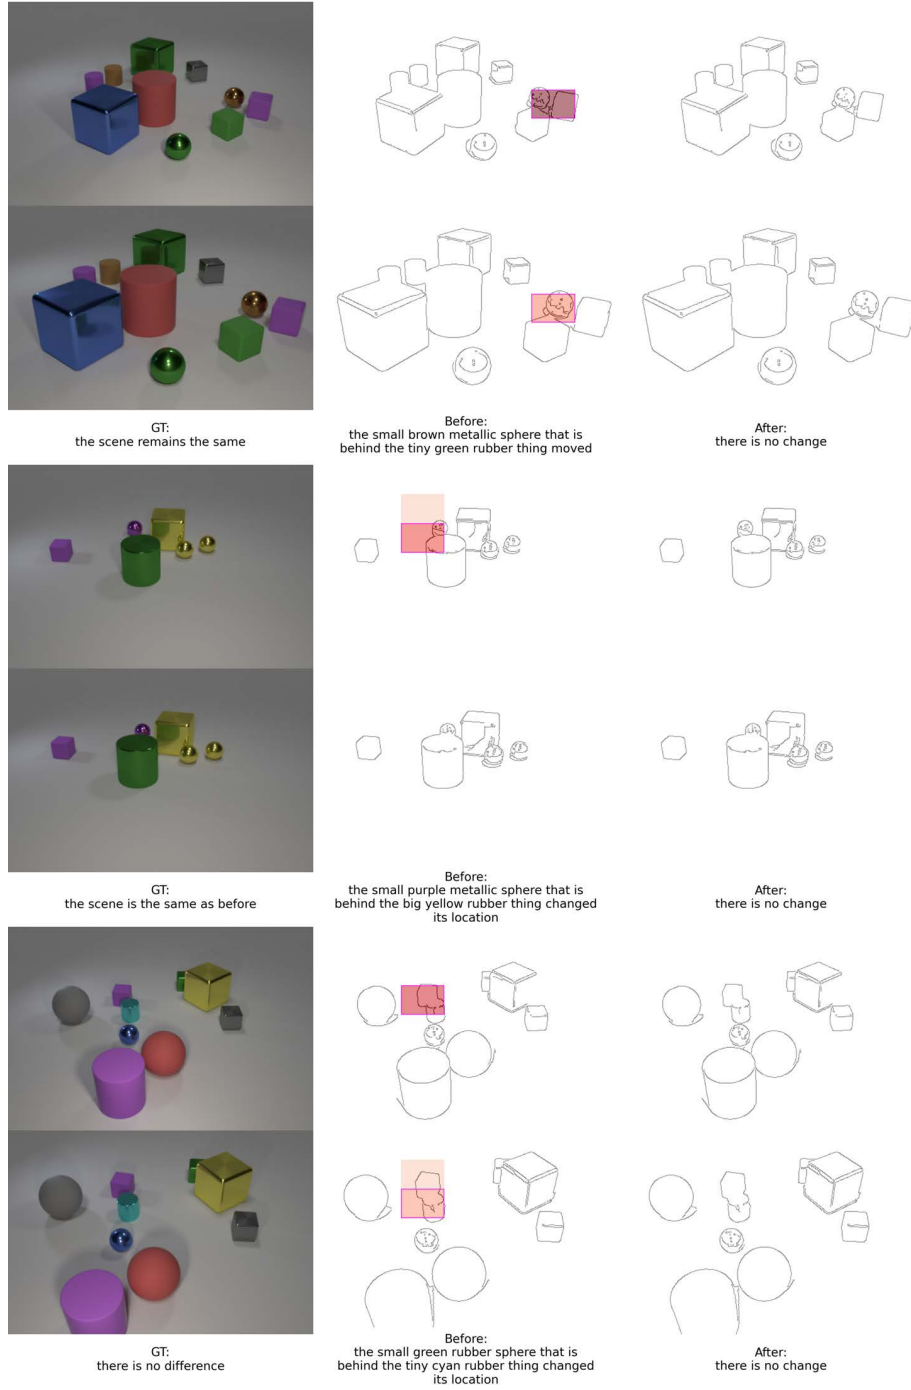 GT:
the scene remains the same
Before:
the small brown metallic sphere that is
behind the tiny green rubber thing moved
After:
there is no change
GT:
the scene is the same as before
Before:
the small purple metallic sphere that is
behind the big yellow rubber thing changed
its location
After:
there is no change
GT:
there is no difference
Before:
the small green rubber sphere that is
behind the tiny cyan rubber thing changed
its location
After:
there is no change